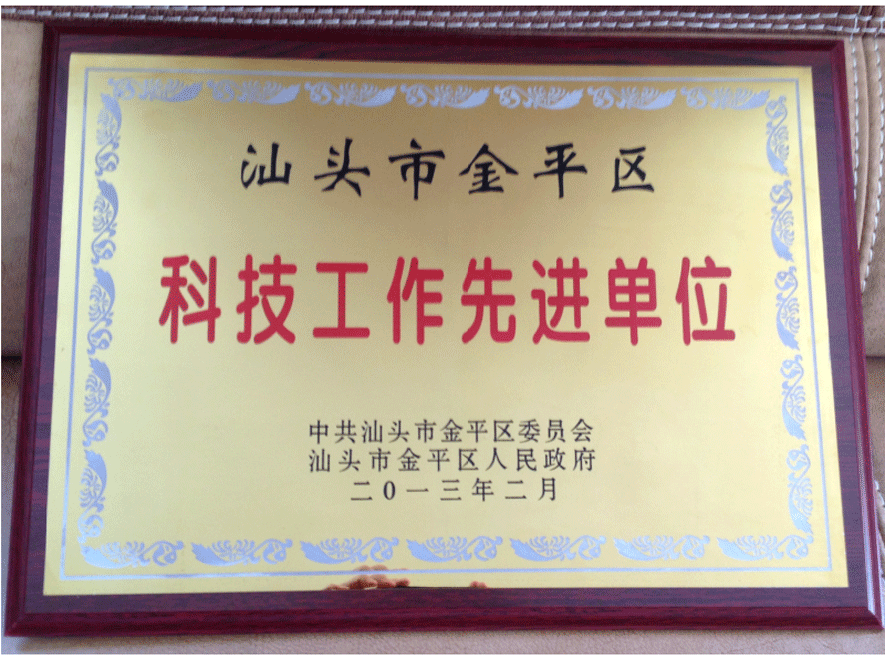 汕头市金平区
科技工作先进单位
中共汕头市金平区委员会
汕头市金平区人民政府
二0一三年二月